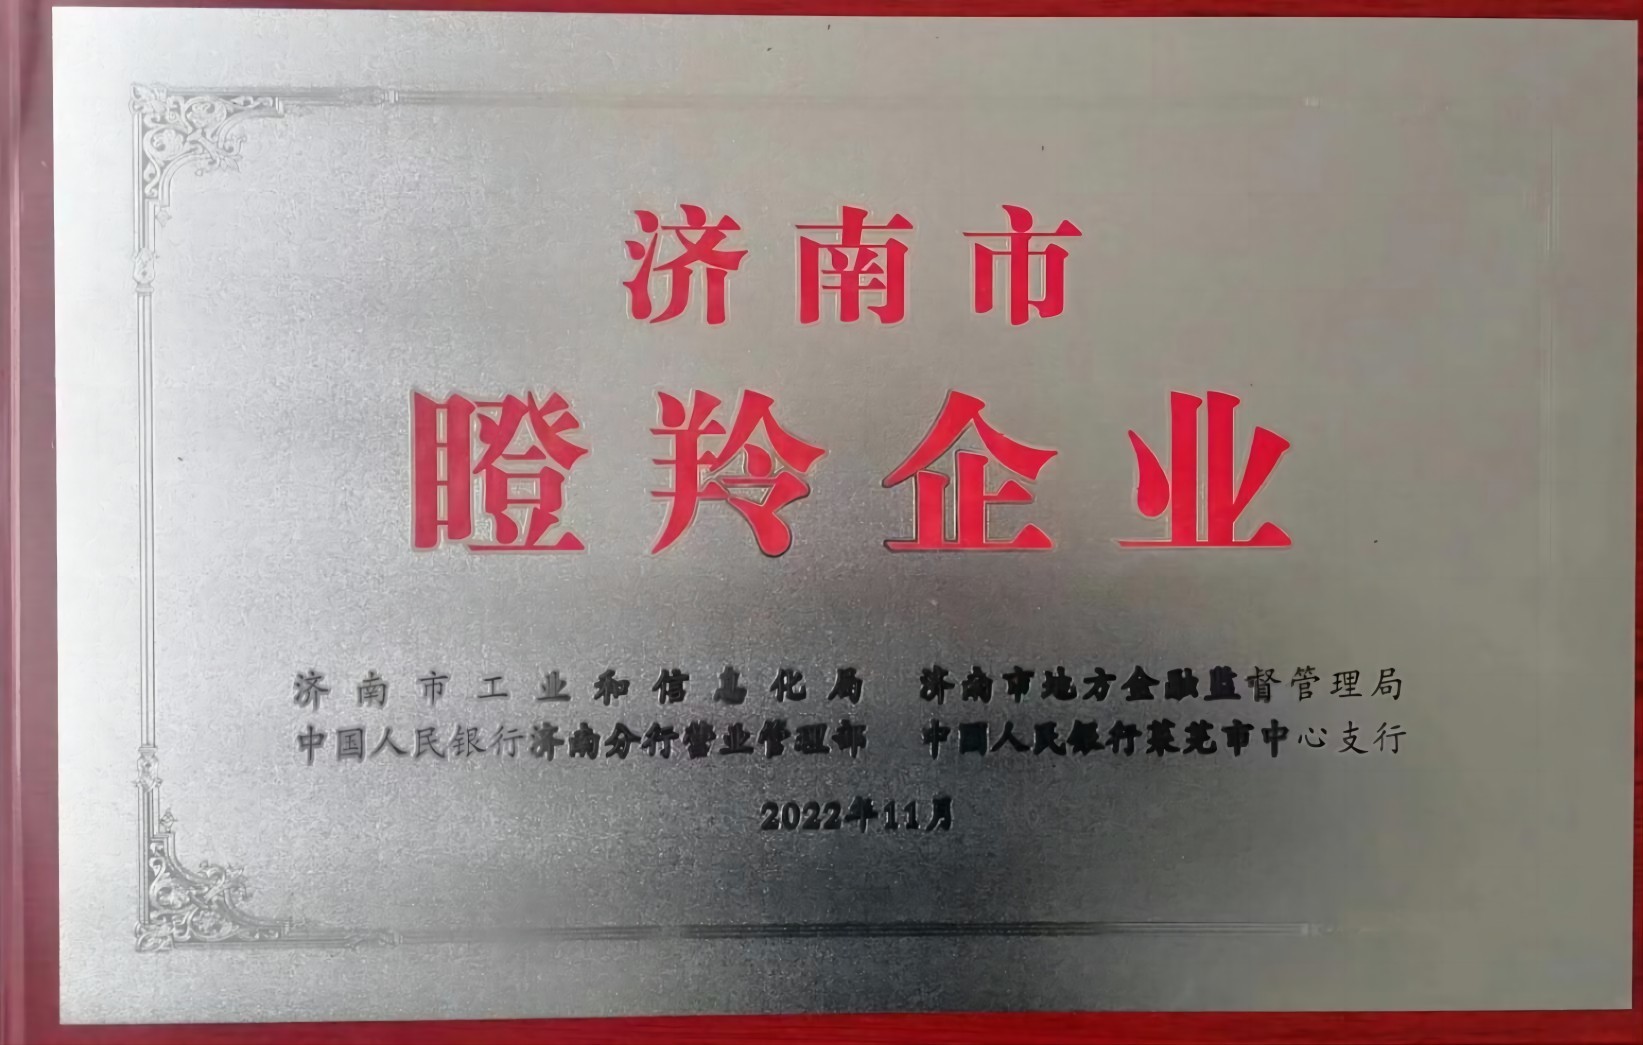 济南市
瞪羚企业
济南市工业和信息化局 济南市地方金融监督管理局
中国人民银行济南分行营业管理部 中国人民银行莱芜市中心支行
2022年11月